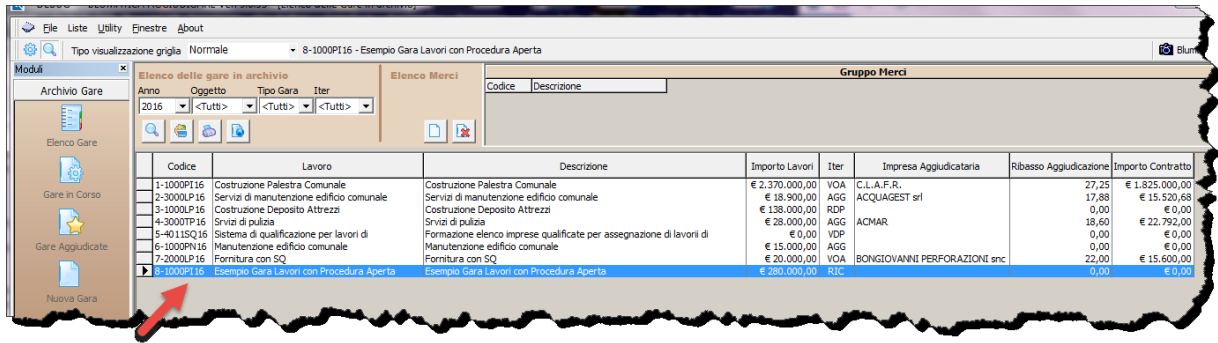 File Liste Utility Finestre About
Tipo visualizzazione griglia Normale 8-1000PI16 - Esempio Gara Lavori con Procedura Aperta Blum
Moduli
Archivio Gare
Elenco Gare
Gare in Corso
Gare Aggiudicate
Nuova Gara
Elenco delle gare in archivio
Anno Oggetto Tipo Gara Iter
2016 <Tutti> <Tutti> <Tutti>
Elenco Merci
Gruppo Merci
Codice Descrizione
Codice Lavoro Descrizione Importo Lavori Iter Impresa Aggiudicataria Ribasso Aggiudicazione Importo Contratto
1-1000PI16 Costruzione Palestra Comunale Costruzione Palestra Comunale € 2.370.000,00 VOA C.L.A.F.R. 27,25 € 1.825.000,00
2-3000LP16 Servizi di manutenzione edificio comunale Servizi di manutenzione edificio comunale € 18.900,00 AGG ACQUAGEST srl 17,88 € 15.520,68
3-1000LP16 Costruzione Deposito Attrezzi Costruzione Deposito Attrezzi € 138.000,00 RDP 0,00 € 0,00
4-3000TP16 Srvizi di pulizia Srvizi di pulizia € 28.000,00 AGG ACMAR 18,60 € 22.792,00
5-4011SQ16 Sistema di qualificazione per lavori di Formazione elenco imprese qualificate per assegnazione di lavorii di € 0,00 VDP 0,00 € 0,00
6-1000PN16 Manutenzione edificio comunale Manutenzione edificio comunale € 15.000,00 AGG 0,00 € 0,00
7-2000LP16 Fornitura con SQ Fornitura con SQ € 20.000,00 VOA BONGIOVANNI PERFORAZIONI snc 22,00 € 15.600,00
8-1000PI16 Esempio Gara Lavori con Procedura Aperta Esempio Gara Lavori con Procedura Aperta € 280.000,00 RIC 0,00 € 0,00